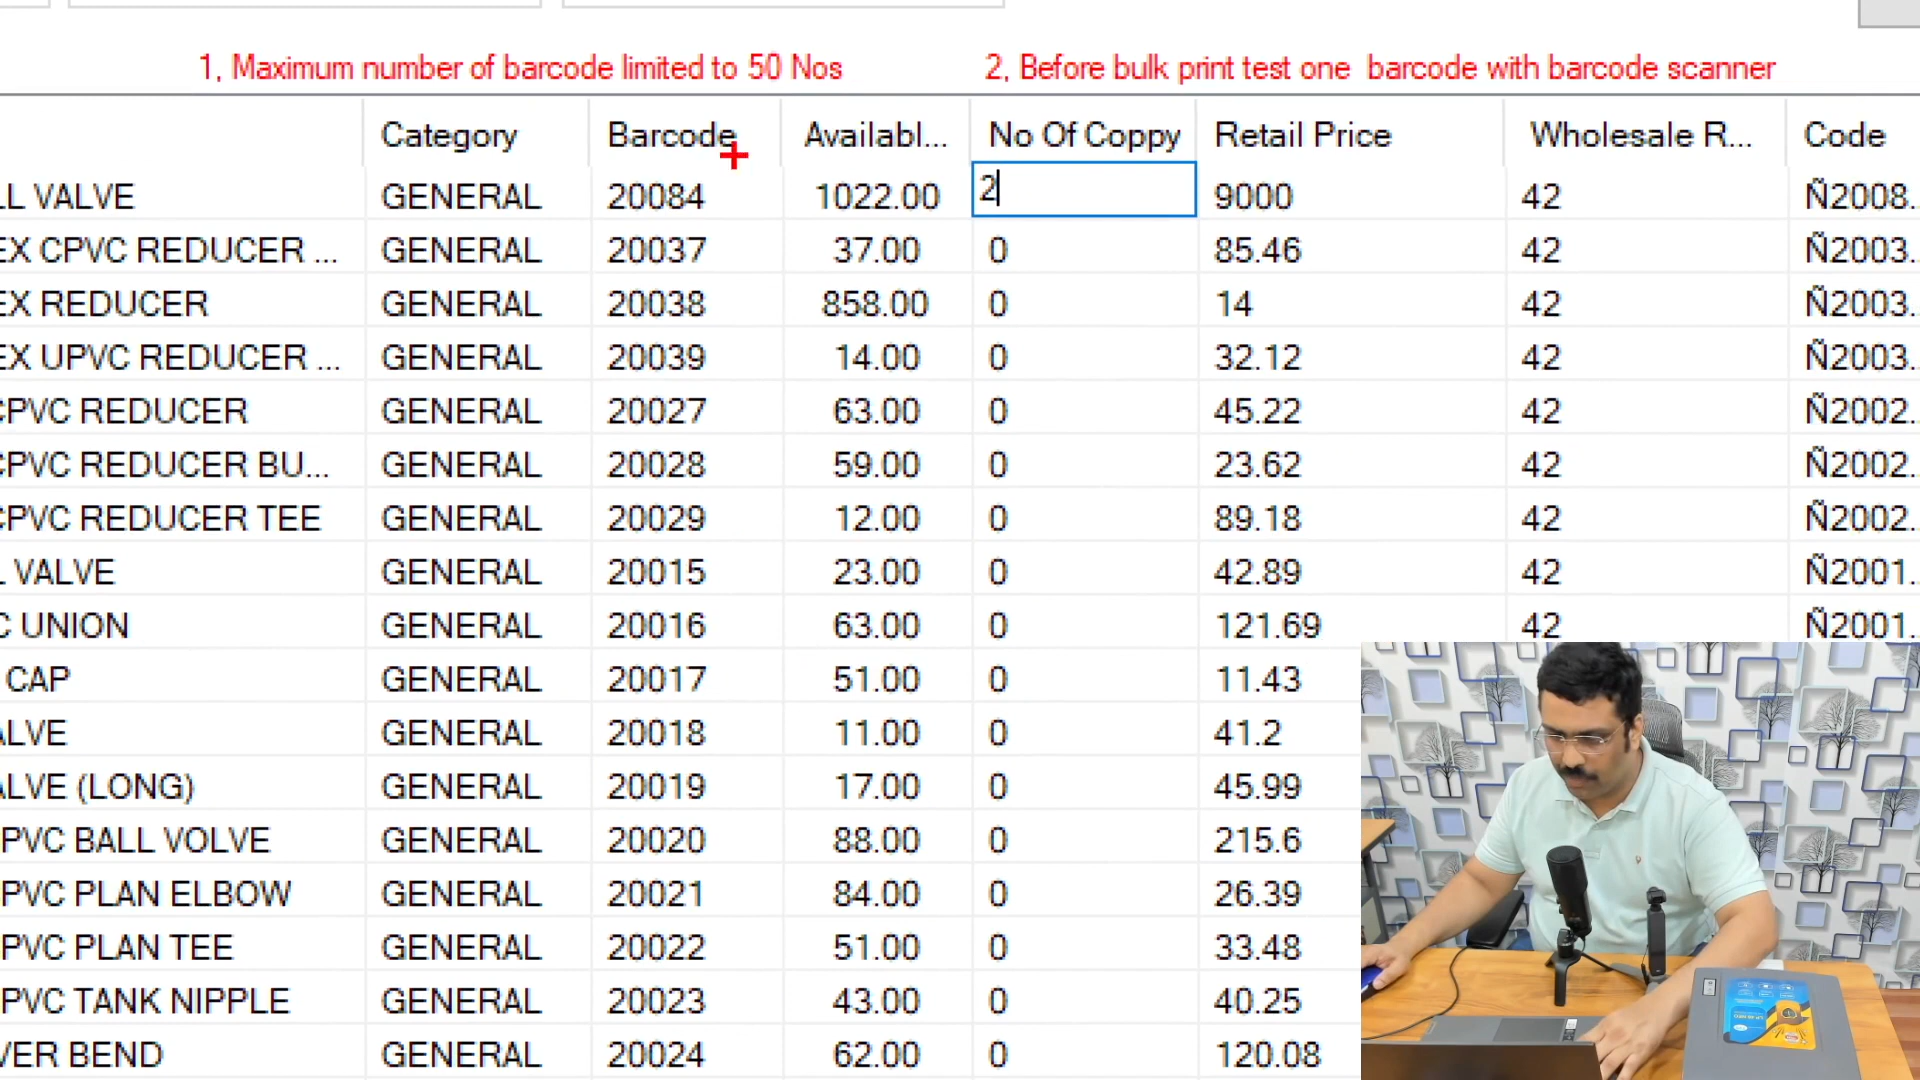 1, Maximum number of barcode limited to 50 Nos 2, Before bulk print test one barcode with barcode scanner
Category Barcode Availabl... No Of Coppy Retail Price Wholesale R... Code
LL VALVE GENERAL 20084 1022.00 2 9000 42 Ñ2008..
EX CPVC REDUCER ... GENERAL 20037 37.00 0 85.46 42 Ñ2003..
EX REDUCER GENERAL 20038 858.00 0 14 42 Ñ2003..
EX UPVC REDUCER ... GENERAL 20039 14.00 0 32.12 42 Ñ2003..
CPVC REDUCER GENERAL 20027 63.00 0 45.22 42 Ñ2002..
CPVC REDUCER BU... GENERAL 20028 59.00 0 23.62 42 Ñ2002..
CPVC REDUCER TEE GENERAL 20029 12.00 0 89.18 42 Ñ2002..
L VALVE GENERAL 20015 23.00 0 42.89 42 Ñ2001..
C UNION GENERAL 20016 63.00 0 121.69 42 Ñ2001..
CAP GENERAL 20017 51.00 0 11.43
ALVE GENERAL 20018 11.00 0 41.2
ALVE (LONG) GENERAL 20019 17.00 0 45.99
PVC BALL VOLVE GENERAL 20020 88.00 0 215.6
PVC PLAN ELBOW GENERAL 20021 84.00 0 26.39
PVC PLAN TEE GENERAL 20022 51.00 0 33.48
PVC TANK NIPPLE GENERAL 20023 43.00 0 40.25
VER BEND GENERAL 20024 62.00 0 120.08